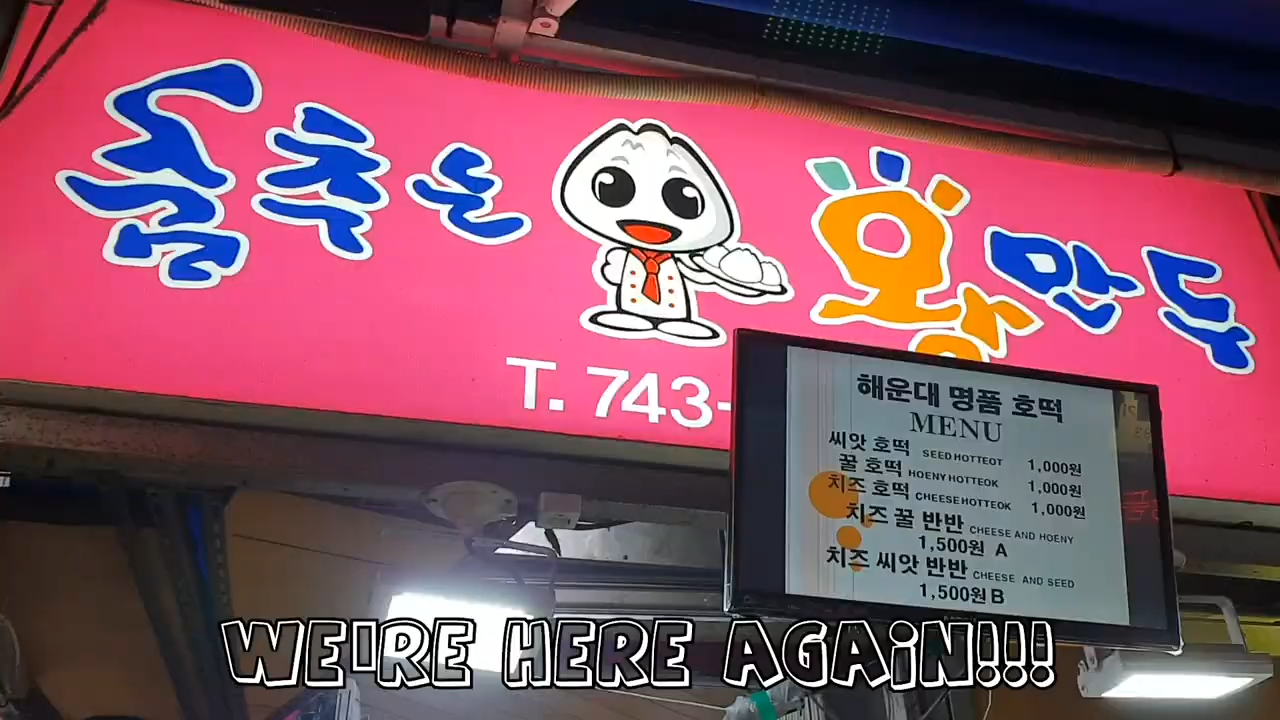 춤추는 왕만두
T. 743-
해운대 명품 호떡
MENU
씨앗 호떡 SEED HOTTEOT 1,000원
꿀 호떡 HOENY HOTTEOK 1,000원
치즈 호떡 CHEESE HOTTEOK 1,000원
치즈 꿀 반반 CHEESE AND HOENY
1,500원 A
치즈 씨앗 반반 CHEESE AND SEED
1,500원 B
WE'RE HERE AGAiN!!!